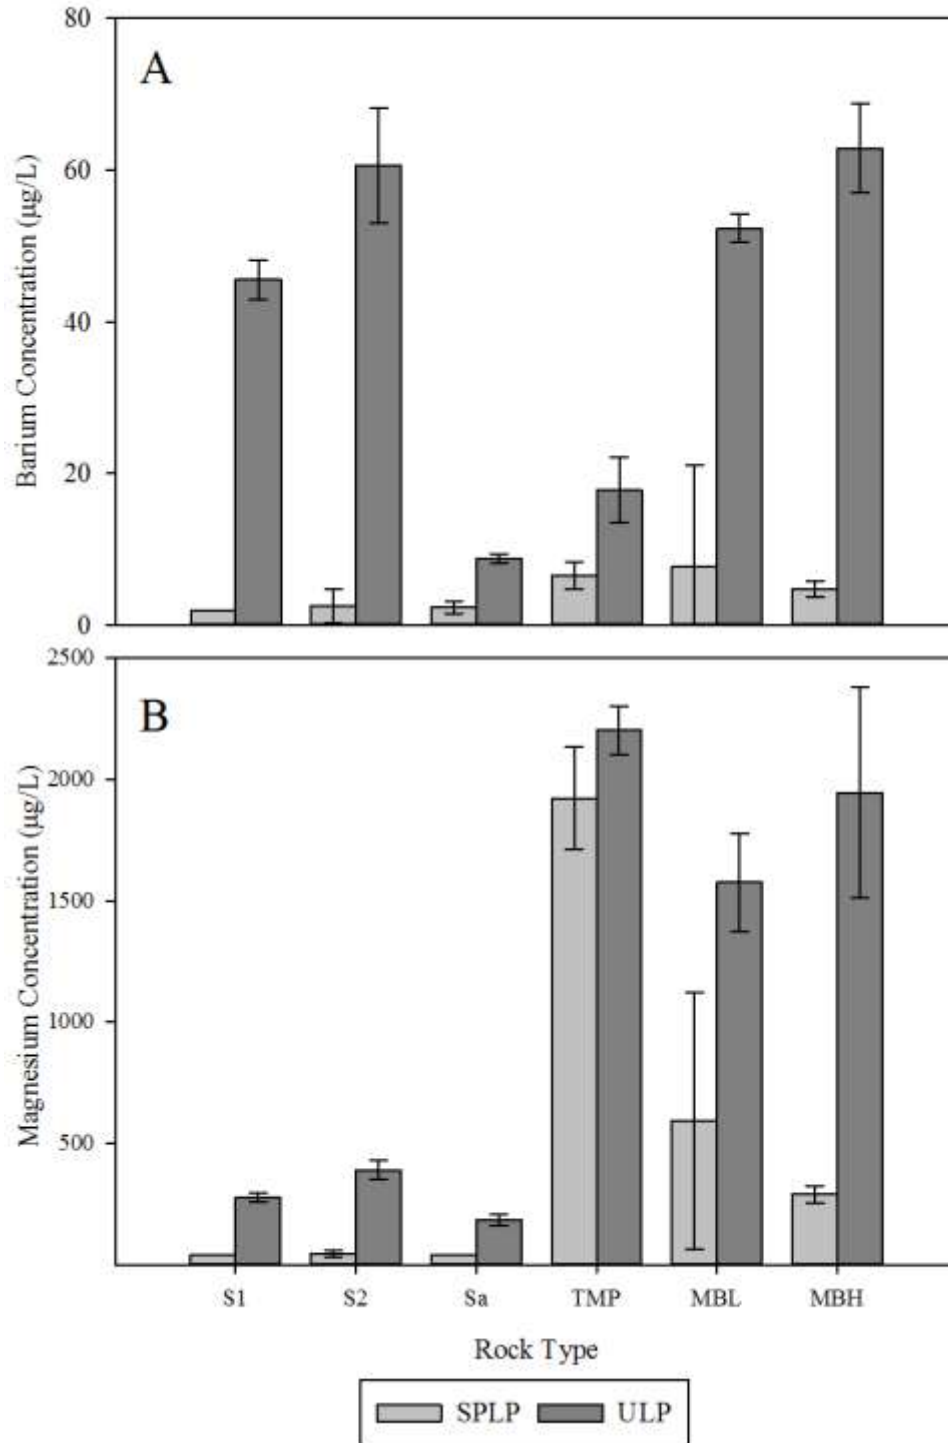 80
A
60
40
20
0
Barium Concentration (µg/L)
2500
B
2000
1500
1000
500
Magnesium Concentration (µg/L)
S1 S2 Sa TMP MBL MBH
Rock Type
SPLP ULP